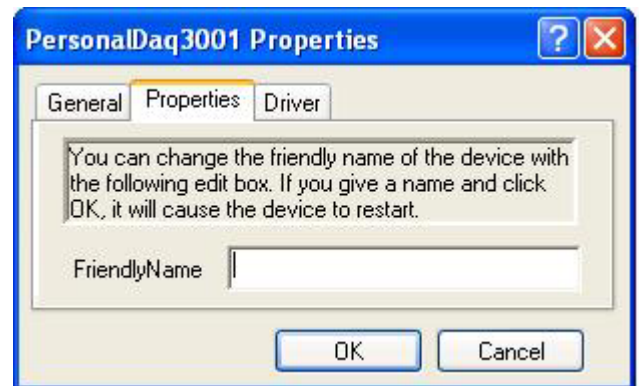 PersonalDaq3001 Properties
General Properties Driver
You can change the friendly name of the device with
the following edit box. If you give a name and click
OK, it will cause the device to restart.
FriendlyName
OK Cancel